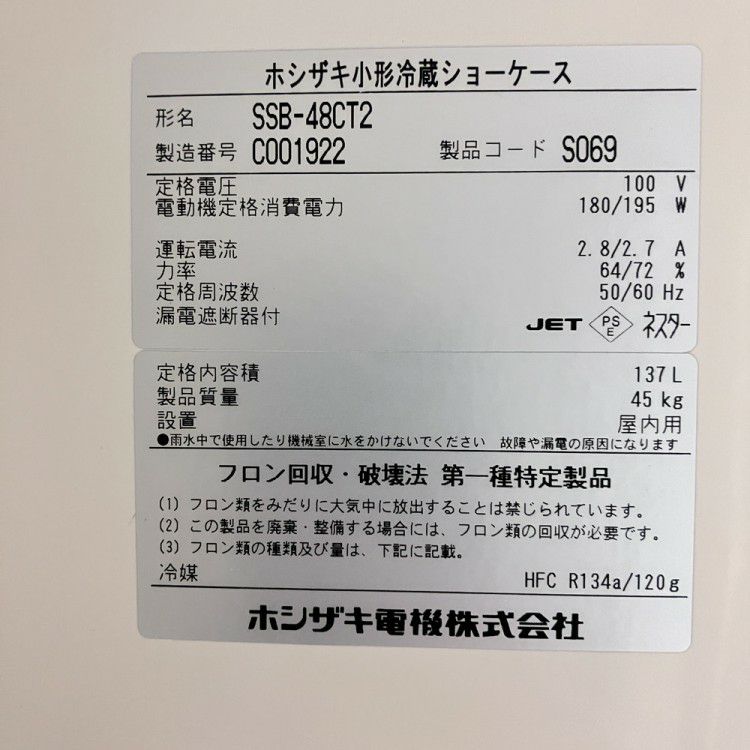 ホシザキ小形冷蔵ショーケース
形名 SSB-48CT2
製造番号 C001922 製品コード S069
定格電圧 100 V
電動機定格消費電力 180/195 W
運転電流 2.8/2.7 A
力率 64/72 %
定格周波数 50/60 Hz
漏電遮断器付 JET PSE ネスター
定格内容積 137 L
製品質量 45 kg
設置 屋内用
●雨水中で使用したり機械室に水をかけないでください 故障や漏電の原因になります
フロン回収・破壊法 第一種特定製品
(1) フロン類をみだりに大気中に放出することは禁じられています。
(2) この製品を廃棄・整備する場合には、フロン類の回収が必要です。
(3) フロン類の種類及び量は、下記に記載。
冷媒 HFC R134a/120g
ホシザキ電機株式会社